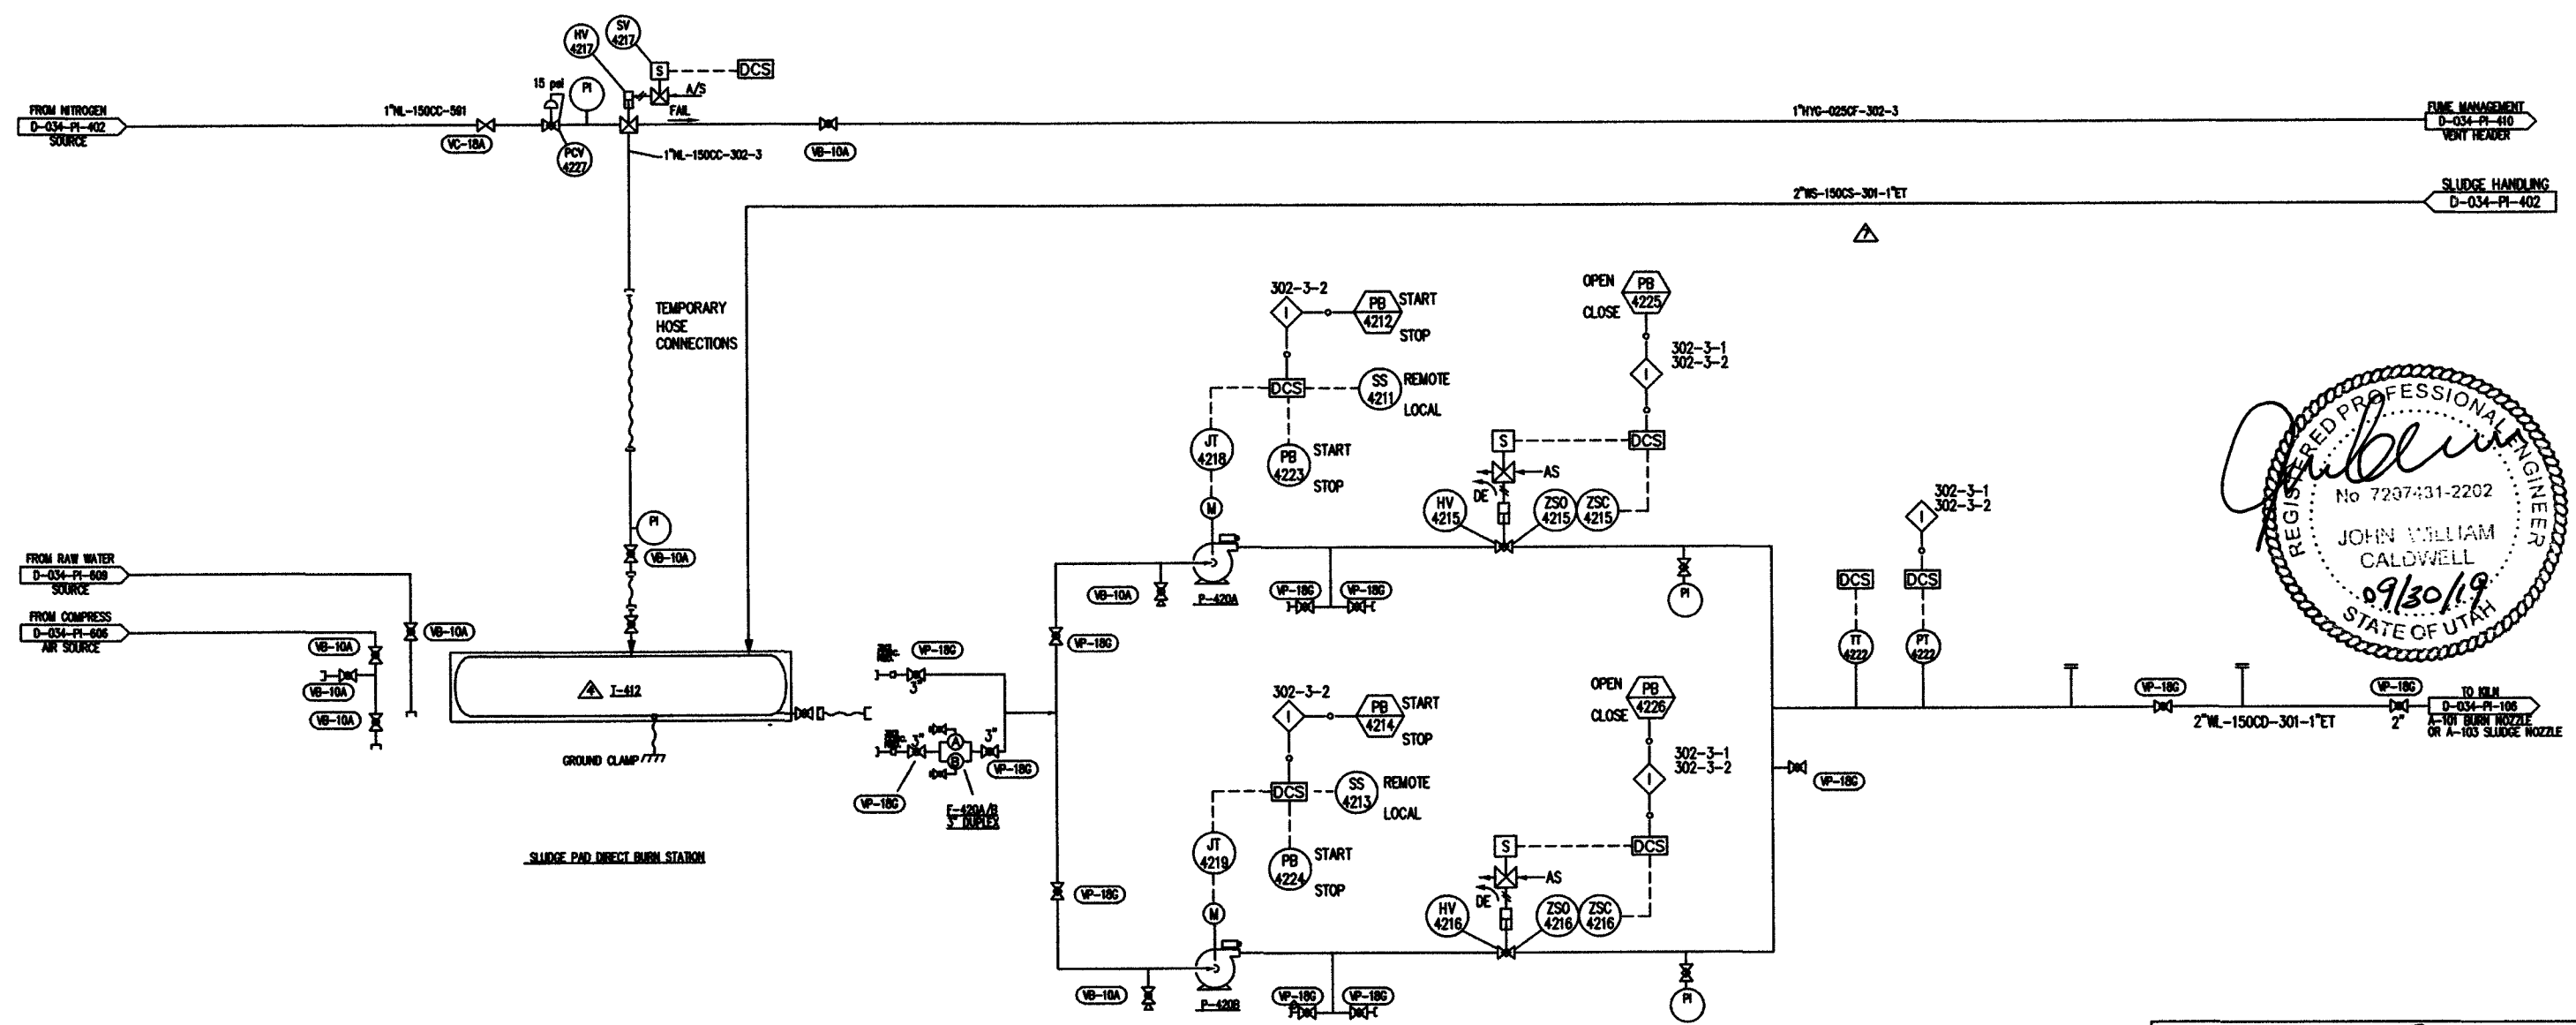 HV
4217
SV
4217
S
DCS
15 psi
PI
A/S
FAIL
FROM NITROGEN
D-034-PI-402
SOURCE
1"NL-150CC-591
VC-18A
PCV
4227
1"NL-150CC-302-3
VB-10A
1"HYG-025CF-302-3
FUME MANAGEMENT
D-034-PI-410
VENT HEADER
2"WS-150CS-301-1"ET
SLUDGE HANDLING
D-034-PI-402
7
TEMPORARY
HOSE
CONNECTIONS
PI
VB-10A
FROM RAW WATER
D-034-PI-609
SOURCE
FROM COMPRESS
D-034-PI-606
AIR SOURCE
VB-10A
VB-10A
VB-10A
VB-10A
4
T-412
GROUND CLAMP
SLUDGE PAD DIRECT BURN STATION
VP-18G
3"
3"
A
B
3"
VP-18G
VP-18G
F-420A/B
3" DUPLEX
VP-18G
VP-18G
302-3-2
I
PB
4212
START
STOP
DCS
SS
4211
REMOTE
LOCAL
JT
4218
PB
4223
START
STOP
M
VB-10A
P-420A
VP-18G
VP-18G
OPEN
CLOSE
PB
4225
I
302-3-1
302-3-2
S
DCS
AS
DE
HV
4215
ZSO
4215
ZSC
4215
PI
302-3-2
I
PB
4214
START
STOP
DCS
SS
4213
REMOTE
LOCAL
JT
4219
PB
4224
START
STOP
M
VB-10A
P-420B
VP-18G
VP-18G
OPEN
CLOSE
PB
4226
I
302-3-1
302-3-2
S
DCS
AS
DE
HV
4216
ZSO
4216
ZSC
4216
PI
VP-18G
302-3-1
302-3-2
I
DCS
DCS
TT
4222
PT
4222
VP-18G
2"WL-150CD-301-1"ET
VP-18G
2"
TO KILN
D-034-PI-106
A-101 BURN NOZZLE
OR A-103 SLUDGE NOZZLE
REGISTERED PROFESSIONAL ENGINEER
No 7297431-2202
JOHN WILLIAM
CALDWELL
09/30/19
STATE OF UTAH